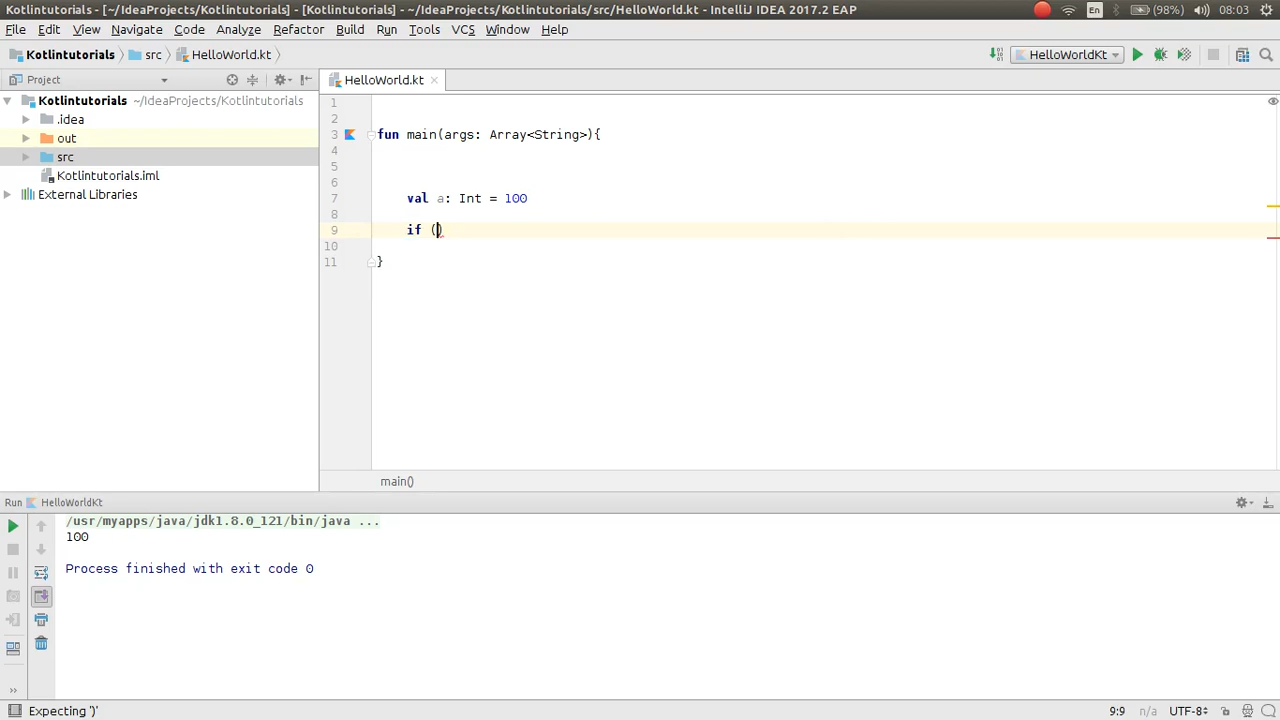 Kotlintutorials - [~/IdeaProjects/Kotlintutorials] - [Kotlintutorials] - ~/IdeaProjects/Kotlintutorials/src/HelloWorld.kt - IntelliJ IDEA 2017.2 EAP
En (98%) 08:03
File Edit View Navigate Code Analyze Refactor Build Run Tools VCS Window Help
Kotlintutorials src HelloWorld.kt HelloWorldKt
Project HelloWorld.kt
Kotlintutorials ~/IdeaProjects/Kotlintutorials
.idea
out
src
Kotlintutorials.iml
External Libraries
1
2
3 fun main(args: Array<String>){
4
5
6
7 val a: Int = 100
8
9 if ()
10
11 }
main()
Run HelloWorldKt
/usr/myapps/java/jdk1.8.0_121/bin/java ...
100
Process finished with exit code 0
Expecting ')' 9:9 n/a UTF-8